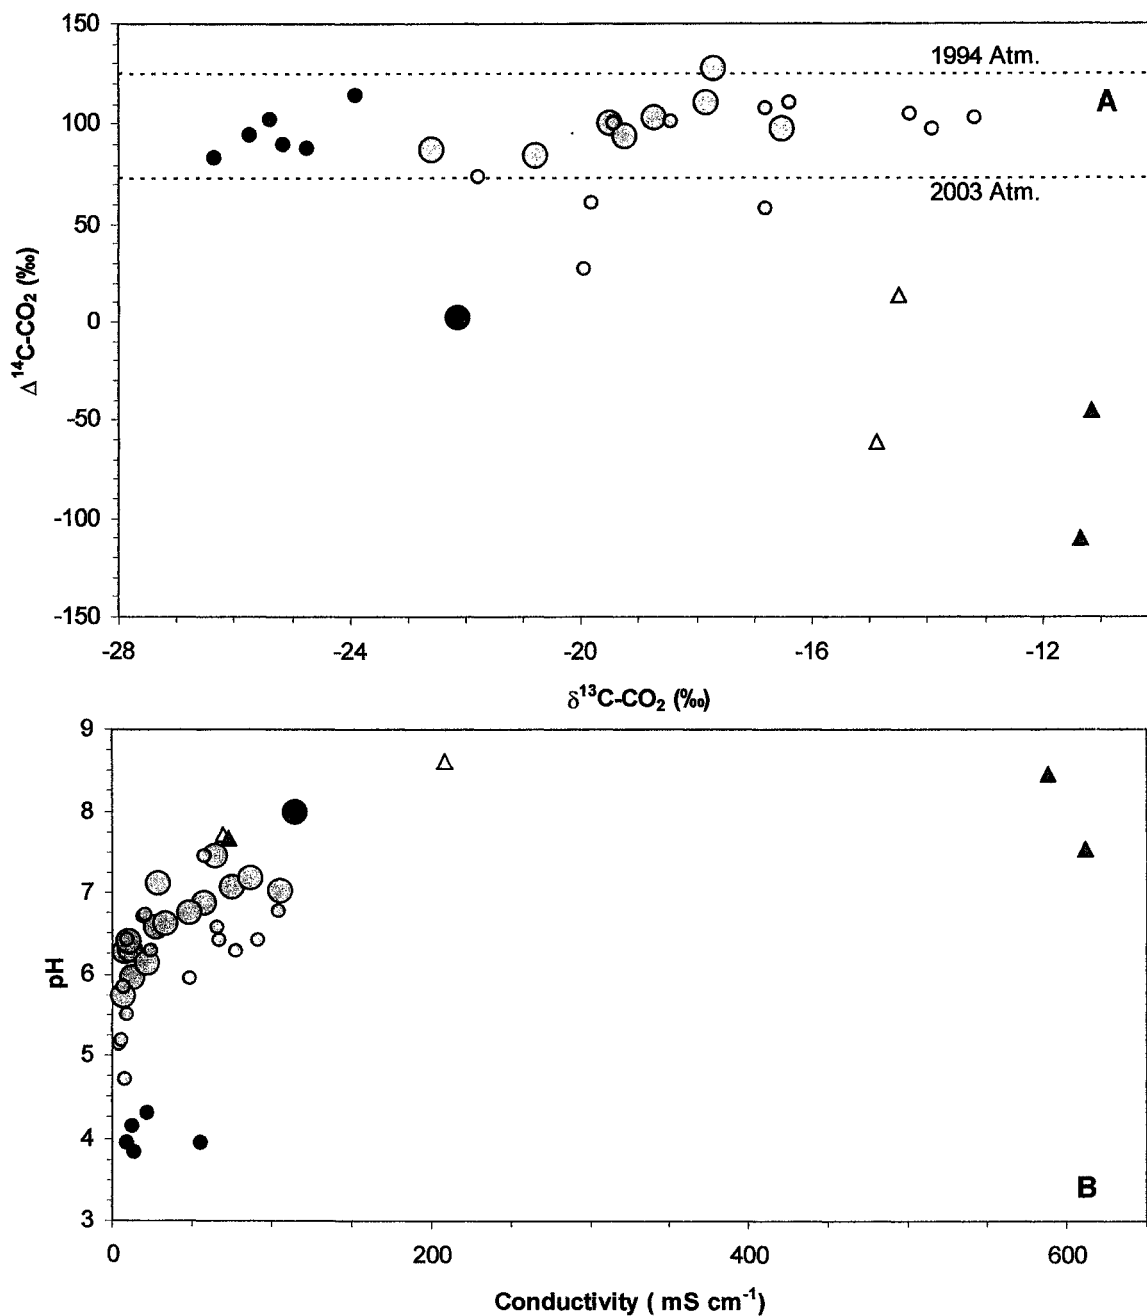 150
1994 Atm.
A
100
2003 Atm.
50
0
-50
-100
-150
Δ¹⁴C-CO₂ (‰)
-28 -24 -20 -16 -12
δ¹³C-CO₂ (‰)
9
8
7
6
5
4
3
pH
B
0 200 400 600
Conductivity ( mS cm⁻¹)